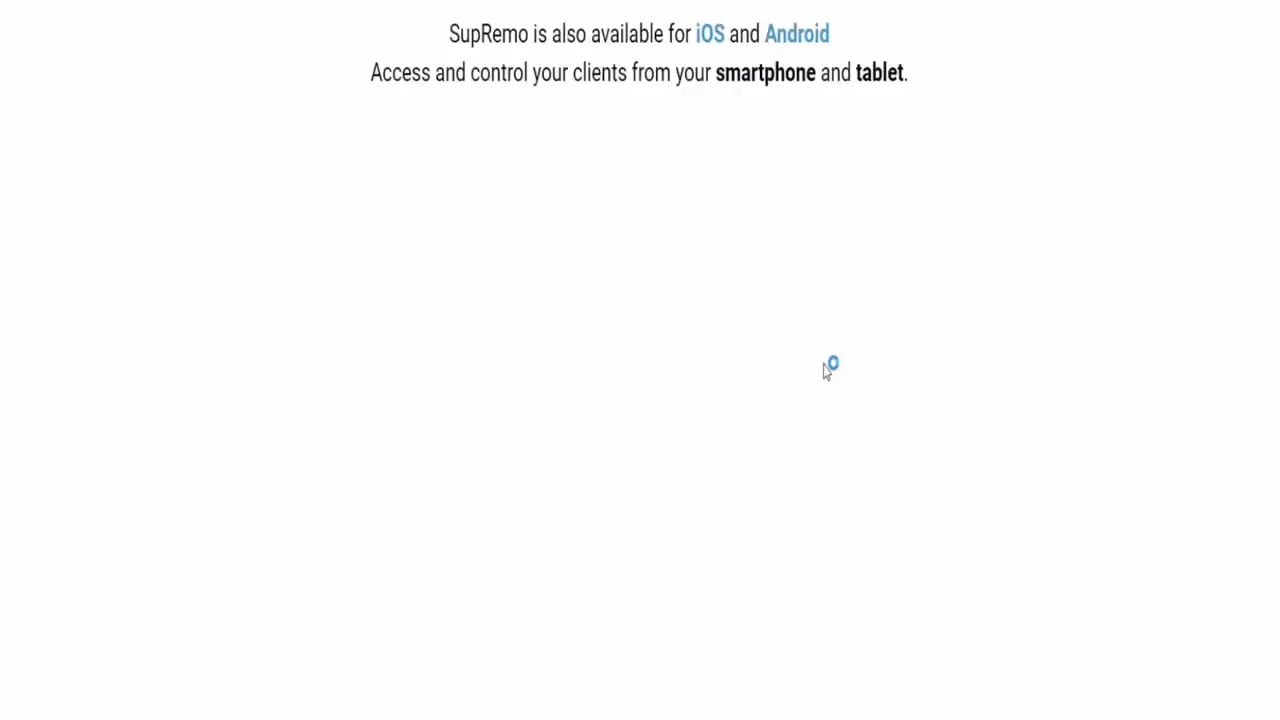 SupRemo is also available for iOS and Android
Access and control your clients from your smartphone and tablet.